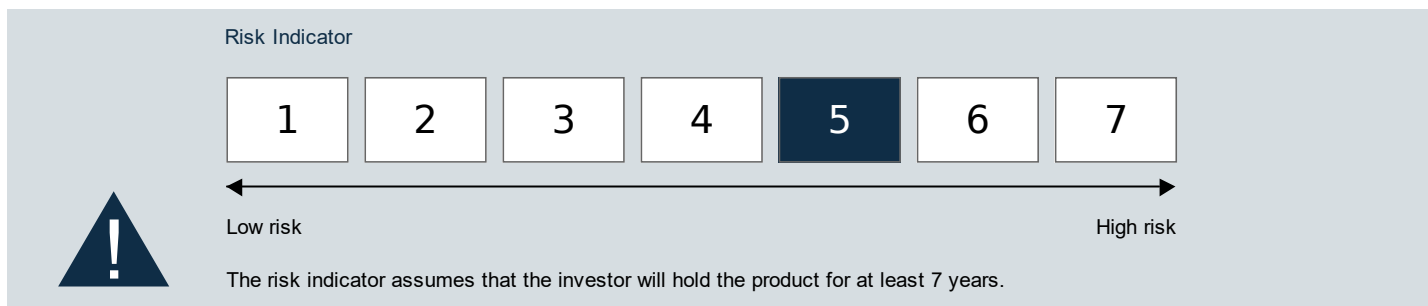 Risk Indicator
1 2 3 4 5 6 7
Low risk High risk
!
The risk indicator assumes that the investor will hold the product for at least 7 years.